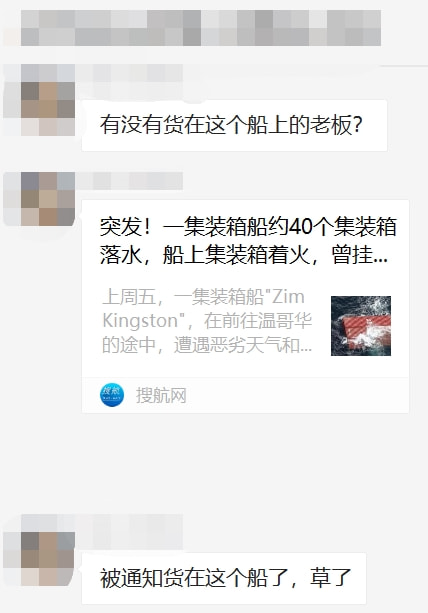 有没有货在这个船上的老板？
突发！一集装箱船约40个集装箱
落水，船上集装箱着火，曾挂...
上周五，一集装箱船"Zim
Kingston"，在前往温哥华
的途中，遭遇恶劣天气和...
搜航
搜航网
被通知货在这个船了，草了